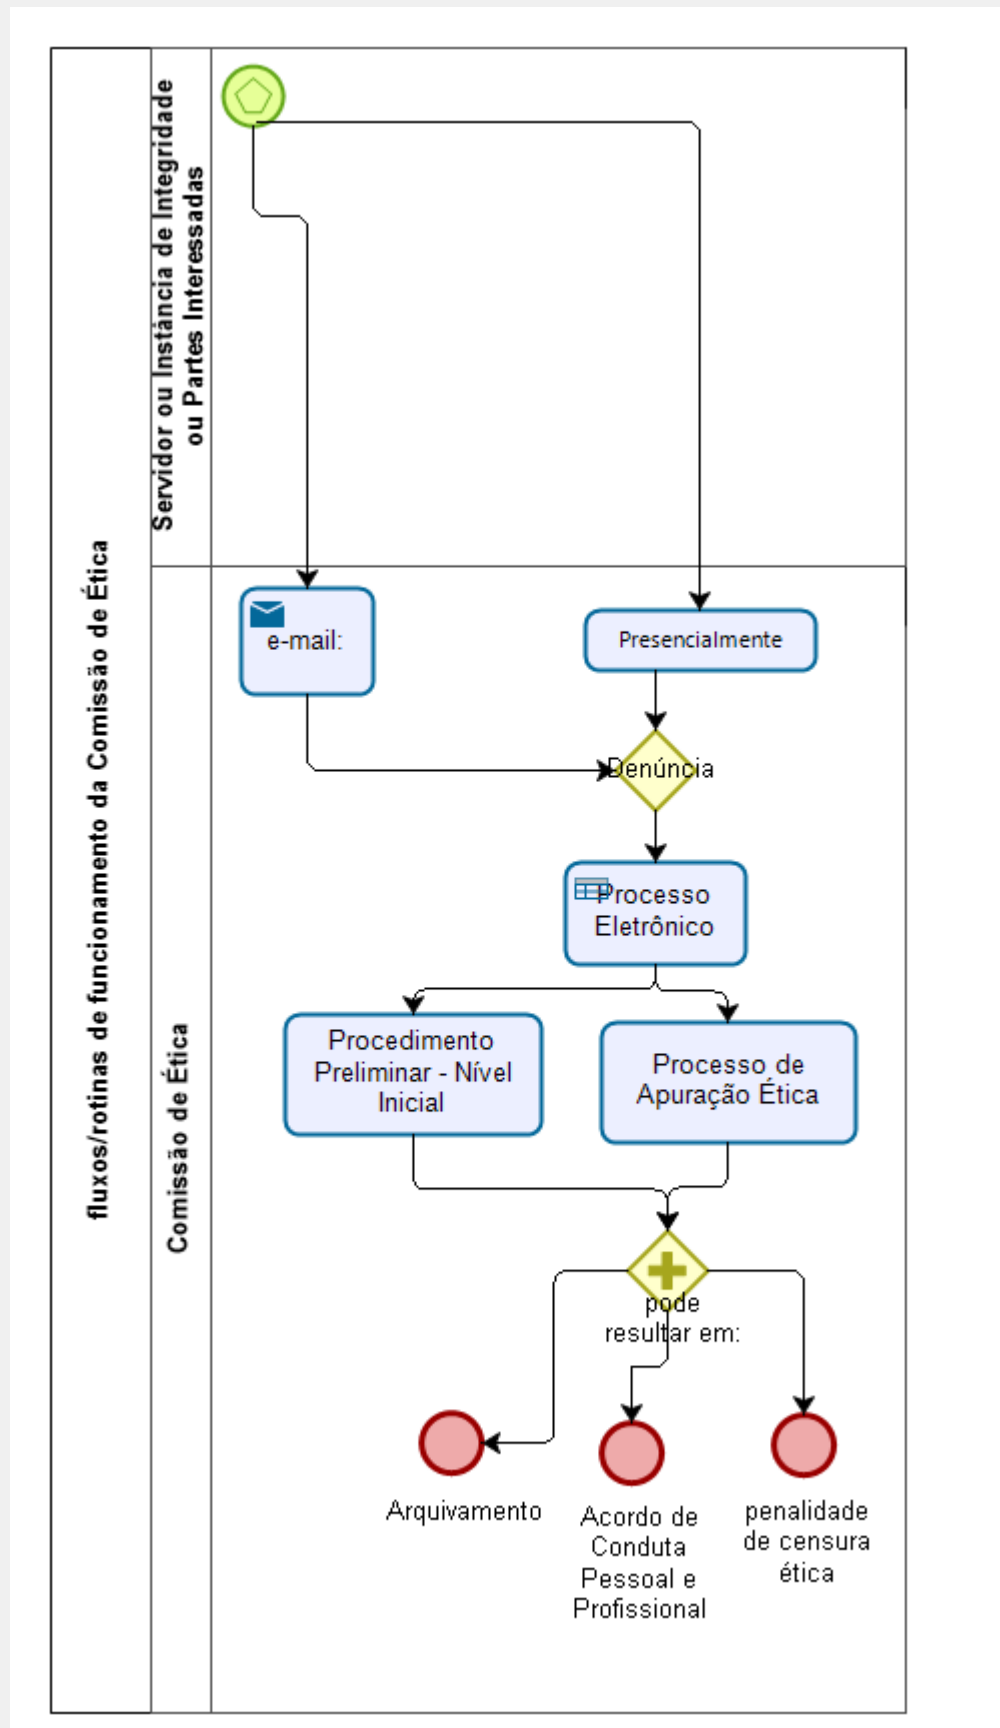 fluxos/rotinas de funcionamento da Comissão de Ética
Servidor ou Instância de Integridade
ou Partes Interessadas
Comissão de Ética
e-mail:
Presencialmente
Denúncia
Processo
Eletrônico
Procedimento
Preliminar - Nível
Inicial
Processo de
Apuração Ética
pode
resultar em:
Arquivamento
Acordo de
Conduta
Pessoal e
Profissional
penalidade
de censura
ética